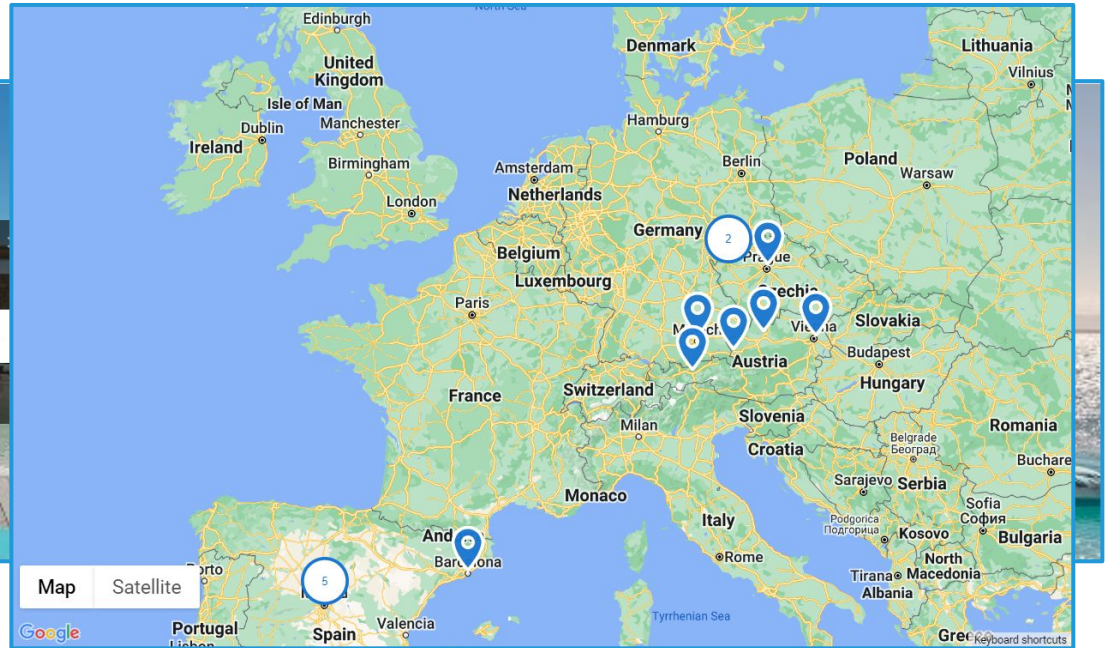 North Sea
Edinburgh
Denmark
Lithuania
United
Kingdom
Vilnius
Isle of Man
Hamburg
Dublin
Manchester
Ireland
Birmingham
Berlin
Poland
Amsterdam
Warsaw
Netherlands
London
Germany
2
Belgium
Prague
Luxembourg
Czechia
Paris
Vienna
Slovakia
Budapest
Austria
Hungary
Switzerland
France
Slovenia
Romania
Milan
Croatia
Belgrade
Београд
Sarajevo
Serbia
Monaco
Sofia
София
Italy
Podgorica
Подгорица
Kosovo
Bulgaria
Barcelona
Rome
North
Macedonia
Tirana
Albania
Porto
5
Map
Satellite
Tyrrhenian Sea
Valencia
Portugal
Spain
Google
Keyboard shortcuts